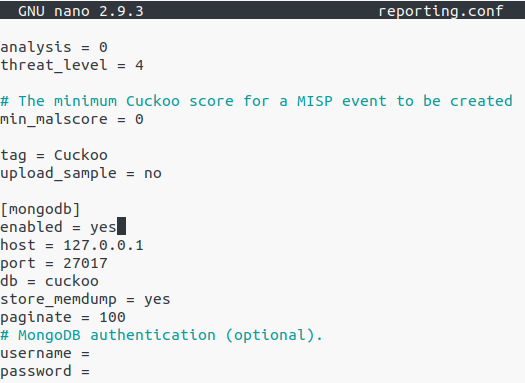 GNU nano 2.9.3 reporting.conf
analysis = 0
threat_level = 4
# The minimum Cuckoo score for a MISP event to be created
min_malscore = 0
tag = Cuckoo
upload_sample = no
[mongodb]
enabled = yes
host = 127.0.0.1
port = 27017
db = cuckoo
store_memdump = yes
paginate = 100
# MongoDB authentication (optional).
username =
password =